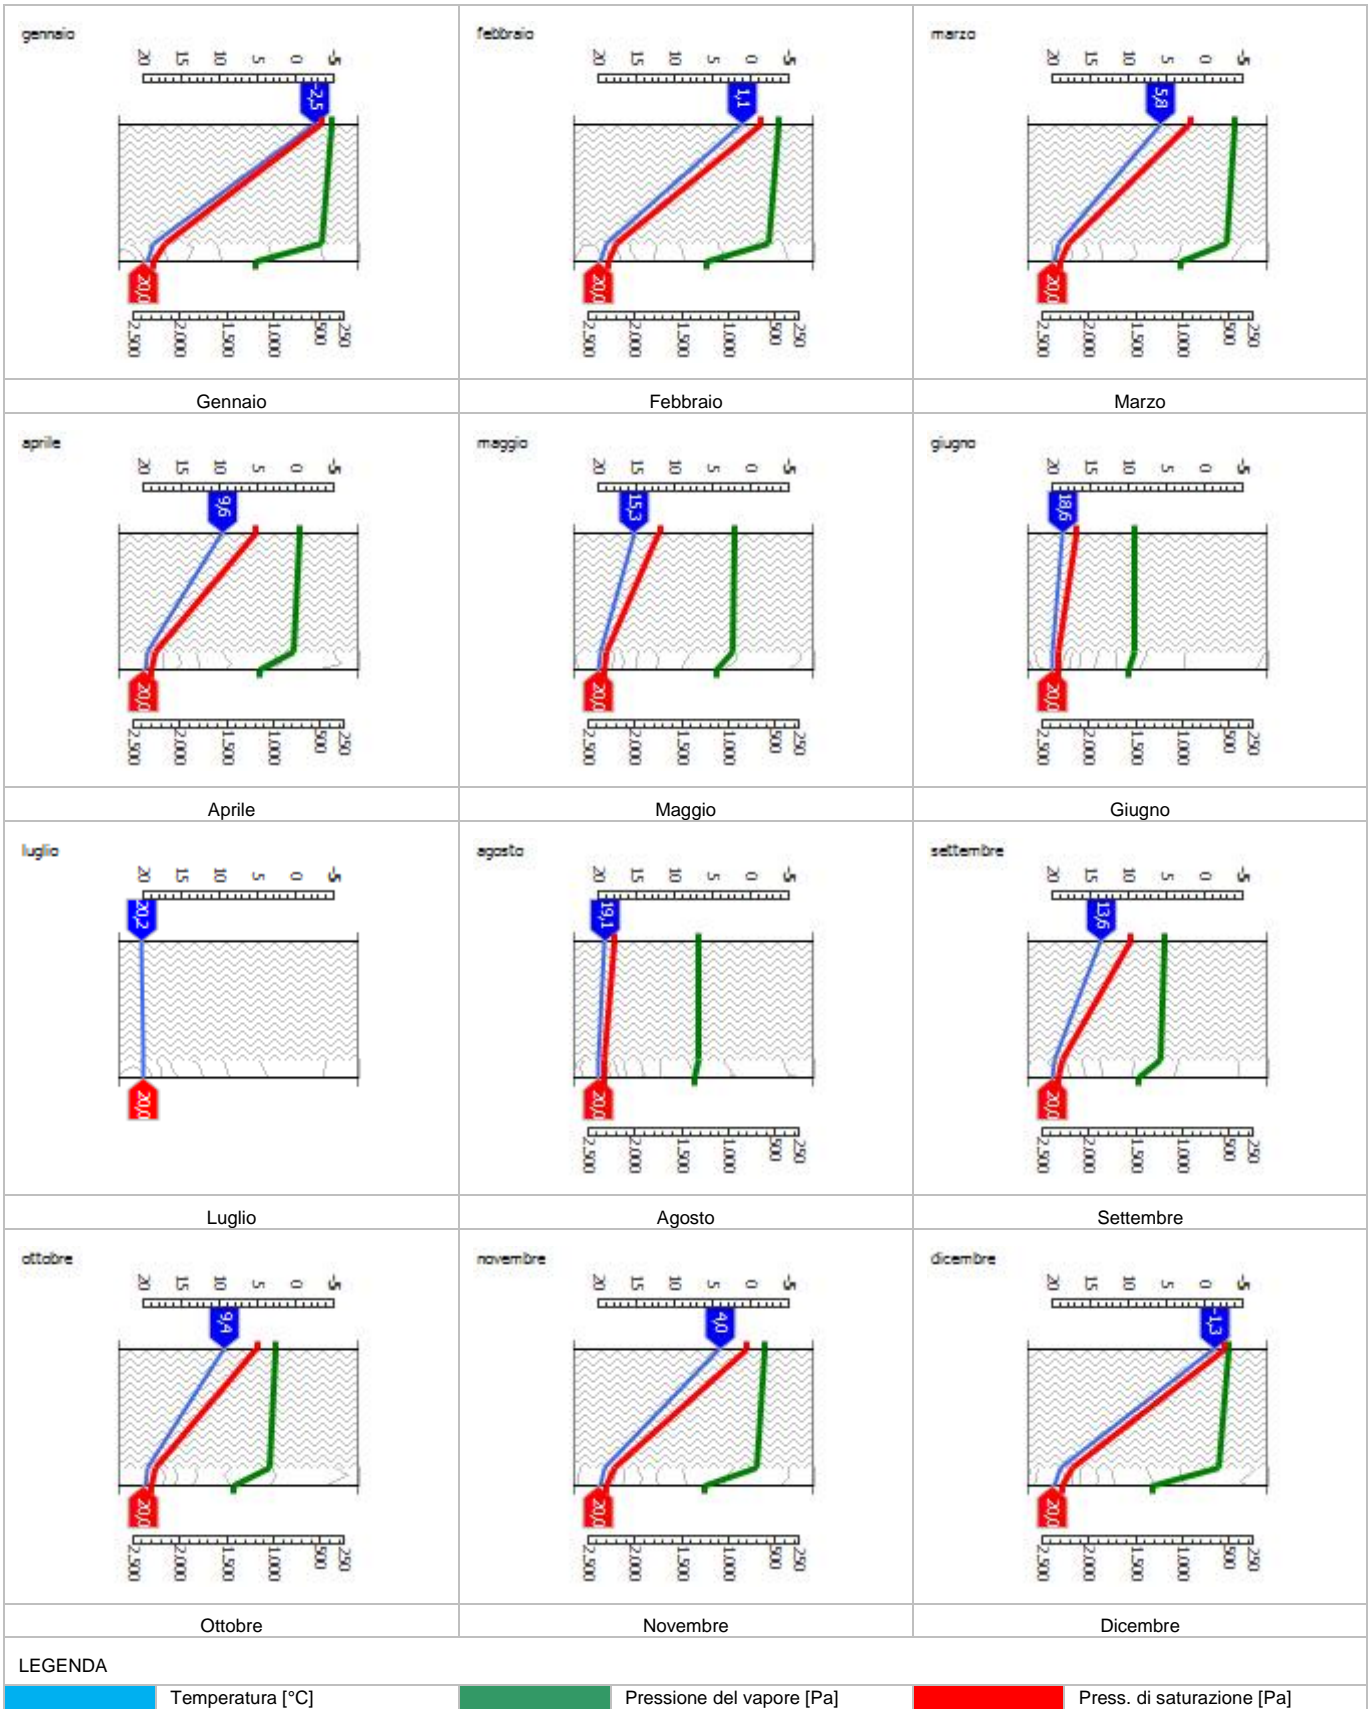 gennaio
20 15 10 5 0 -5
-2,5
20,0
2.500 2.000 1.500 1.000 500 250
Gennaio
febbraio
20 15 10 5 0 -5
1,1
20,0
2.500 2.000 1.500 1.000 500 250
Febbraio
marzo
20 15 10 5 0 -5
5,8
20,0
2.500 2.000 1.500 1.000 500 250
Marzo
aprile
20 15 10 5 0 -5
9,6
20,0
2.500 2.000 1.500 1.000 500 250
Aprile
maggio
20 15 10 5 0 -5
15,3
20,0
2.500 2.000 1.500 1.000 500 250
Maggio
giugno
20 15 10 5 0 -5
18,6
20,0
2.500 2.000 1.500 1.000 500 250
Giugno
luglio
20 15 10 5 0 -5
20,2
20,0
Luglio
agosto
20 15 10 5 0 -5
19,1
20,0
2.500 2.000 1.500 1.000 500 250
Agosto
settembre
20 15 10 5 0 -5
13,6
20,0
2.500 2.000 1.500 1.000 500 250
Settembre
ottobre
20 15 10 5 0 -5
9,4
20,0
2.500 2.000 1.500 1.000 500 250
Ottobre
novembre
20 15 10 5 0 -5
4,0
20,0
2.500 2.000 1.500 1.000 500 250
Novembre
dicembre
20 15 10 5 0 -5
-1,3
20,0
2.500 2.000 1.500 1.000 500 250
Dicembre
LEGENDA
Temperatura [°C]
Pressione del vapore [Pa]
Press. di saturazione [Pa]